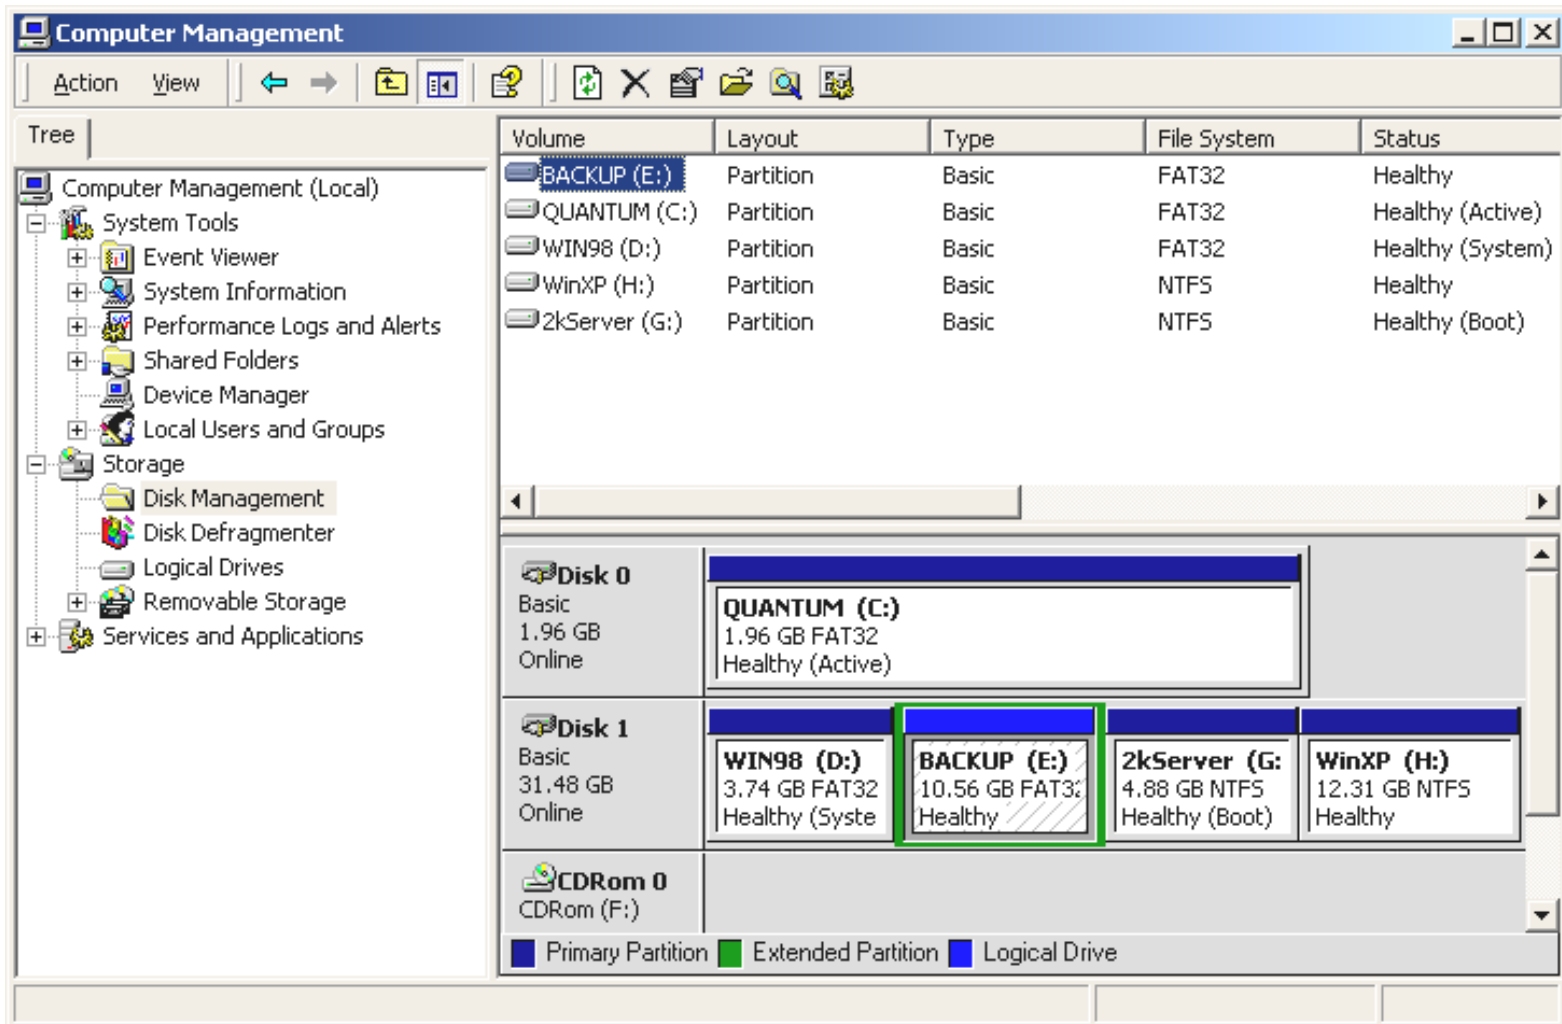 Computer Management
Action View
Tree
Computer Management (Local)
System Tools
Event Viewer
System Information
Performance Logs and Alerts
Shared Folders
Device Manager
Local Users and Groups
Storage
Disk Management
Disk Defragmenter
Logical Drives
Removable Storage
Services and Applications
Volume Layout Type File System Status
BACKUP (E:) Partition Basic FAT32 Healthy
QUANTUM (C:) Partition Basic FAT32 Healthy (Active)
WIN98 (D:) Partition Basic FAT32 Healthy (System)
WinXP (H:) Partition Basic NTFS Healthy
2kServer (G:) Partition Basic NTFS Healthy (Boot)
Disk 0
Basic
1.96 GB
Online
QUANTUM (C:)
1.96 GB FAT32
Healthy (Active)
Disk 1
Basic
31.48 GB
Online
WIN98 (D:)
3.74 GB FAT32
Healthy (Syste
BACKUP (E:)
10.56 GB FAT32
Healthy
2kServer (G:
4.88 GB NTFS
Healthy (Boot)
WinXP (H:)
12.31 GB NTFS
Healthy
CDRom 0
CDRom (F:)
Primary Partition Extended Partition Logical Drive